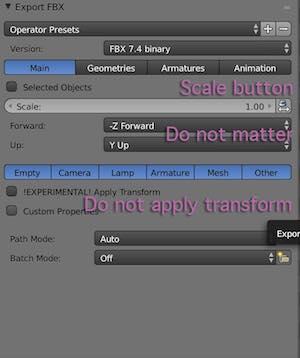 Export FBX
Operator Presets
Version: FBX 7.4 binary
Main Geometries Armatures Animation
Selected Objects
Scale button
Scale: 1.00
Forward: -Z Forward
Do not matter
Up: Y Up
Empty Camera Lamp Armature Mesh Other
!EXPERIMENTAL! Apply Transform
Do not apply transform
Custom Properties
Path Mode: Auto
Batch Mode: Off